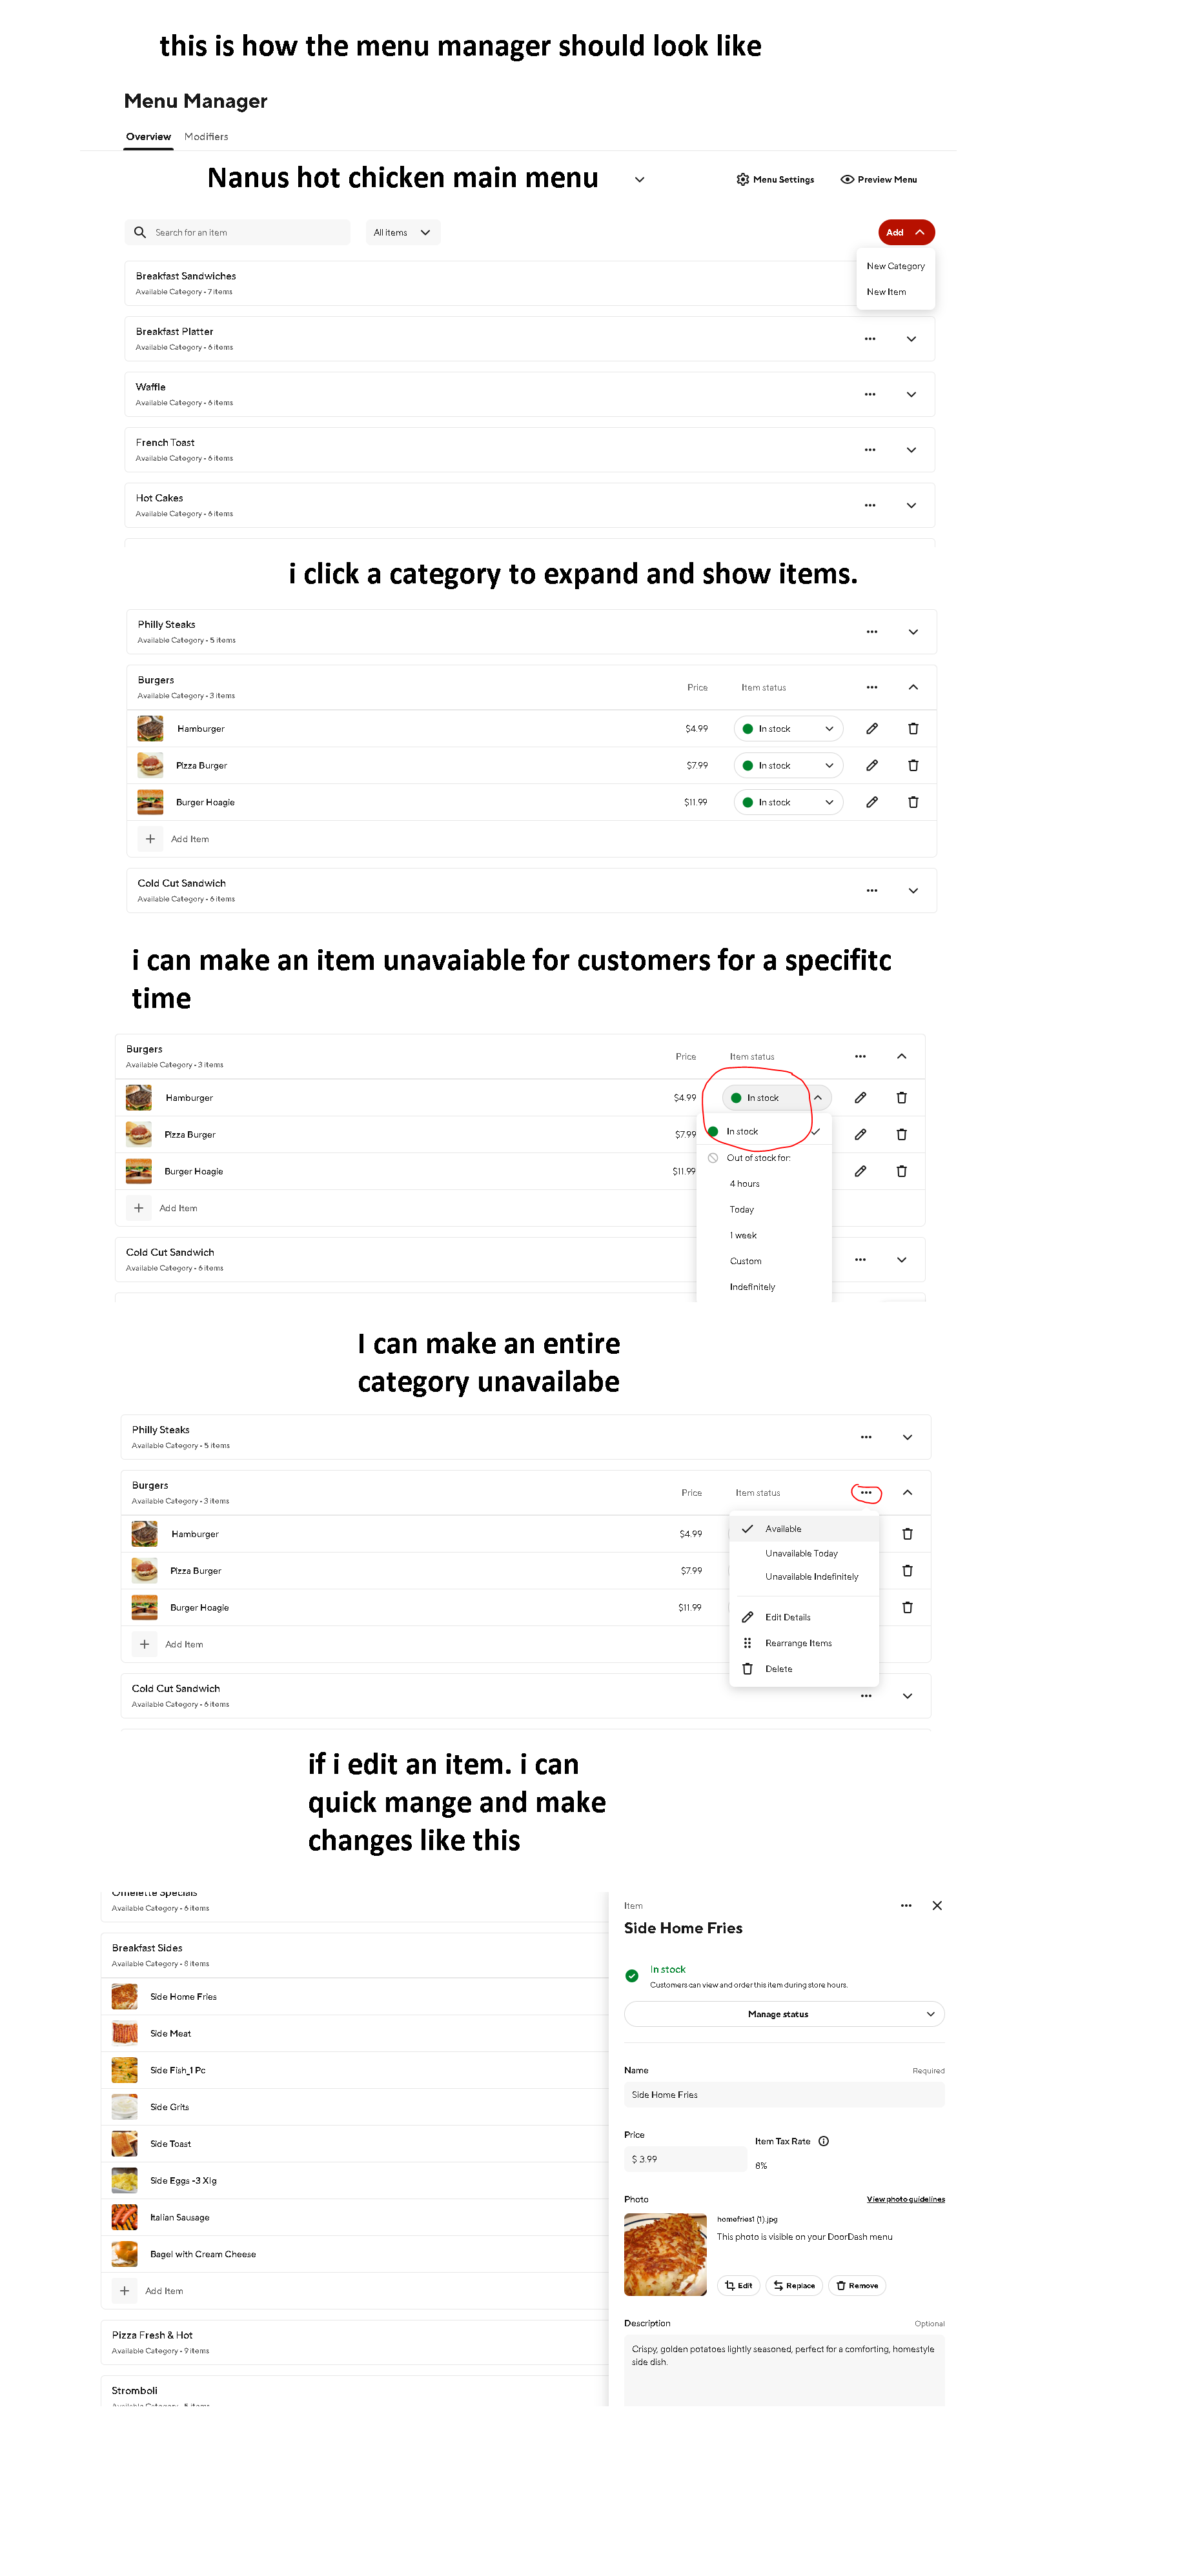 this is how the menu manager should look like
Menu Manager
Overview Modifiers
Nanus hot chicken main menu
Menu Settings Preview Menu
Search for an item All items Add
New Category
New Item
Breakfast Sandwiches
Available Category • 7 items
Breakfast Platter
Available Category • 6 items
Waffle
Available Category • 6 items
French Toast
Available Category • 6 items
Hot Cakes
Available Category • 6 items
i click a category to expand and show items.
Philly Steaks
Available Category • 5 items
Burgers
Available Category • 3 items
Price Item status
Hamburger $4.99 In stock
Pizza Burger $7.99 In stock
Burger Hoagie $11.99 In stock
Add Item
Cold Cut Sandwich
Available Category • 6 items
i can make an item unavaiable for customers for a specifitc
time
Burgers
Available Category • 3 items
Price Item status
Hamburger $4.99 In stock
Pizza Burger $7.99
Burger Hoagie $11.99
Add Item
In stock
Out of stock for:
4 hours
Today
1 week
Custom
Indefinitely
Cold Cut Sandwich
Available Category • 6 items
I can make an entire
category unavailabe
Philly Steaks
Available Category • 5 items
Burgers
Available Category • 3 items
Price Item status
Hamburger $4.99
Pizza Burger $7.99
Burger Hoagie $11.99
Add Item
Available
Unavailable Today
Unavailable Indefinitely
Edit Details
Rearrange Items
Delete
Cold Cut Sandwich
Available Category • 6 items
if i edit an item. i can
quick mange and make
changes like this
Omelette Specials
Available Category • 6 items
Breakfast Sides
Available Category • 8 items
Side Home Fries
Side Meat
Side Fish_1 Pc
Side Grits
Side Toast
Side Eggs -3 Xlg
Italian Sausage
Bagel with Cream Cheese
Add Item
Pizza Fresh & Hot
Available Category • 9 items
Stromboli
Available Category • 5 items
Item
Side Home Fries
In stock
Customers can view and order this item during store hours.
Manage status
Name Required
Side Home Fries
Price Item Tax Rate
$ 3.99 8%
Photo View photo guidelines
homefries1 (1).jpg
This photo is visible on your DoorDash menu
Edit Replace Remove
Description Optional
Crispy, golden potatoes lightly seasoned, perfect for a comforting, homestyle
side dish.